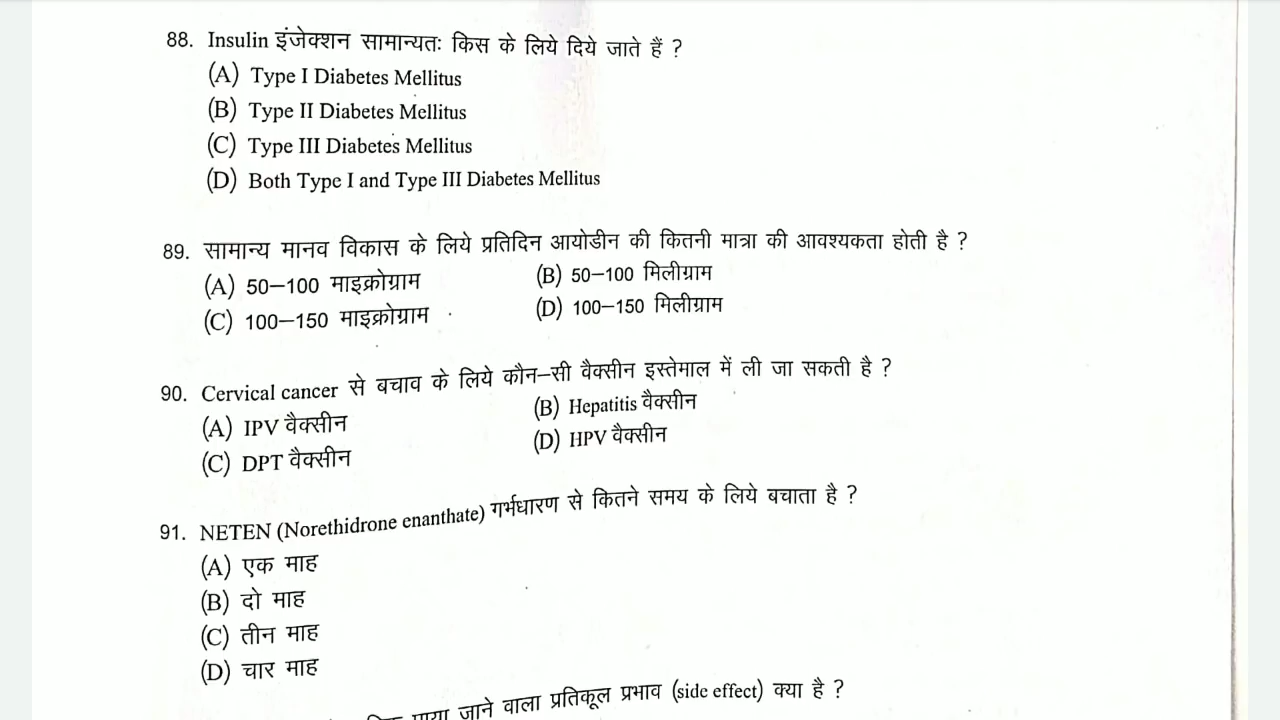 88. Insulin इंजेक्शन सामान्यतः किस के लिये दिये जाते हैं ?
(A) Type I Diabetes Mellitus
(B) Type II Diabetes Mellitus
(C) Type III Diabetes Mellitus
(D) Both Type I and Type III Diabetes Mellitus
89. सामान्य मानव विकास के लिये प्रतिदिन आयोडीन की कितनी मात्रा की आवश्यकता होती है ?
(A) 50–100 माइक्रोग्राम (B) 50–100 मिलीग्राम
(C) 100–150 माइक्रोग्राम (D) 100–150 मिलीग्राम
90. Cervical cancer से बचाव के लिये कौन–सी वैक्सीन इस्तेमाल में ली जा सकती है ?
(A) IPV वैक्सीन (B) Hepatitis वैक्सीन
(C) DPT वैक्सीन (D) HPV वैक्सीन
91. NETEN (Norethidrone enanthate) गर्भधारण से कितने समय के लिये बचाता है ?
(A) एक माह
(B) दो माह
(C) तीन माह
(D) चार माह
जाने वाला प्रतिकूल प्रभाव (side effect) क्या है ?